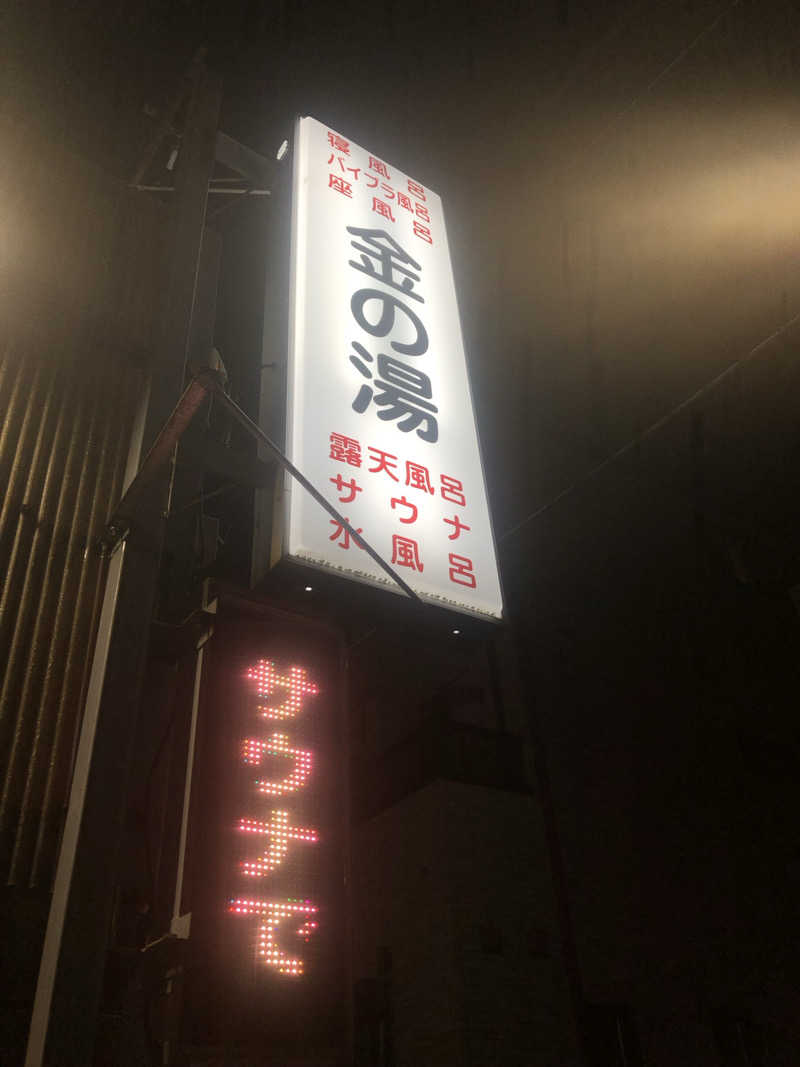 寝風呂
バイブラ風呂
座風呂
金の湯
露天風呂
サウナ
水風呂
サウナで